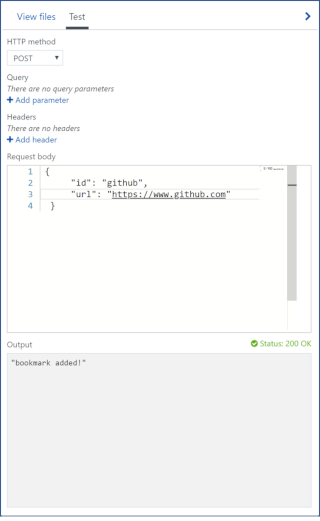 View files Test
HTTP method
POST
Query
There are no query parameters
+ Add parameter
Headers
There are no headers
+ Add header
Request body
1 {
2 "id": "github",
3 "url": "https://www.github.com"
4 }
Output Status: 200 OK
"bookmark added!"